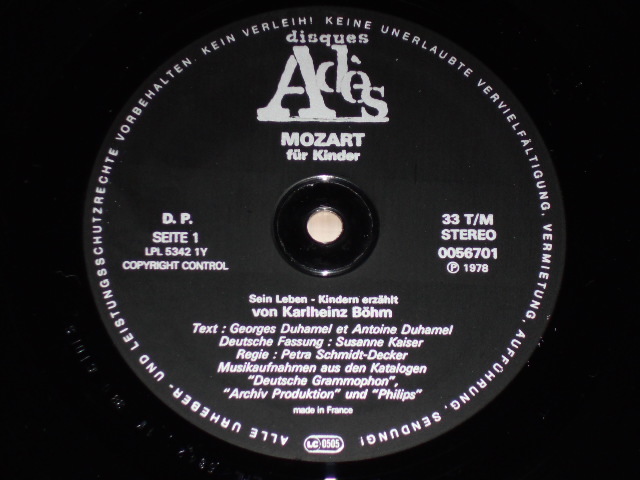 ALLE URHEBER- UND LEISTUNGSSCHUTZRECHTE VORBEHALTEN. KEIN VERLEIH! KEINE UNERLAUBTE VERVIELFÄLTIGUNG, VERMIETUNG, AUFFÜHRUNG, SENDUNG!
disques
Adès
MOZART
für Kinder
D. P.
SEITE 1
LPL 5342 1Y
COPYRIGHT CONTROL
33 T/M
STEREO
0056701
℗ 1978
Sein Leben - Kindern erzählt
von Karlheinz Böhm
Text : Georges Duhamel et Antoine Duhamel
Deutsche Fassung : Susanne Kaiser
Regie : Petra Schmidt-Decker
Musikaufnahmen aus den Katalogen
“Deutsche Grammophon”,
“Archiv Produktion” und “Philips”
made in France
LC 0505